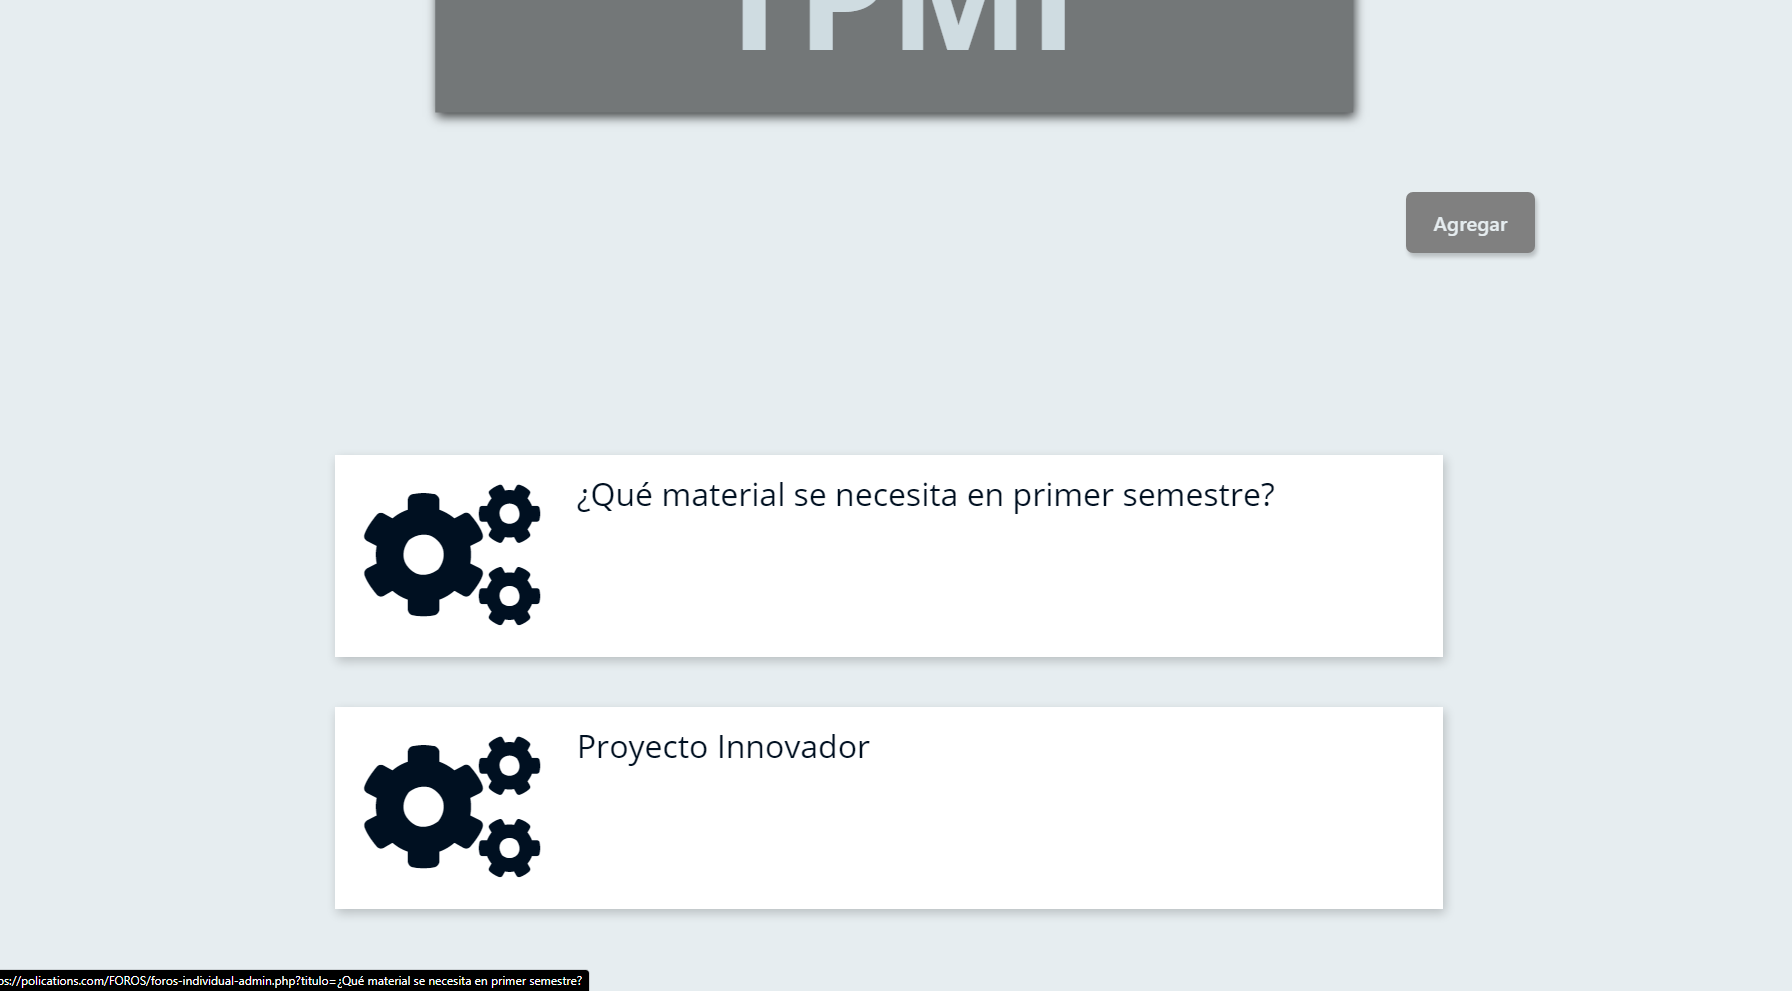 TPMI
Agregar
¿Qué material se necesita en primer semestre?
Proyecto Innovador
ps://polications.com/FOROS/foros-individual-admin.php?titulo=¿Qué material se necesita en primer semestre?